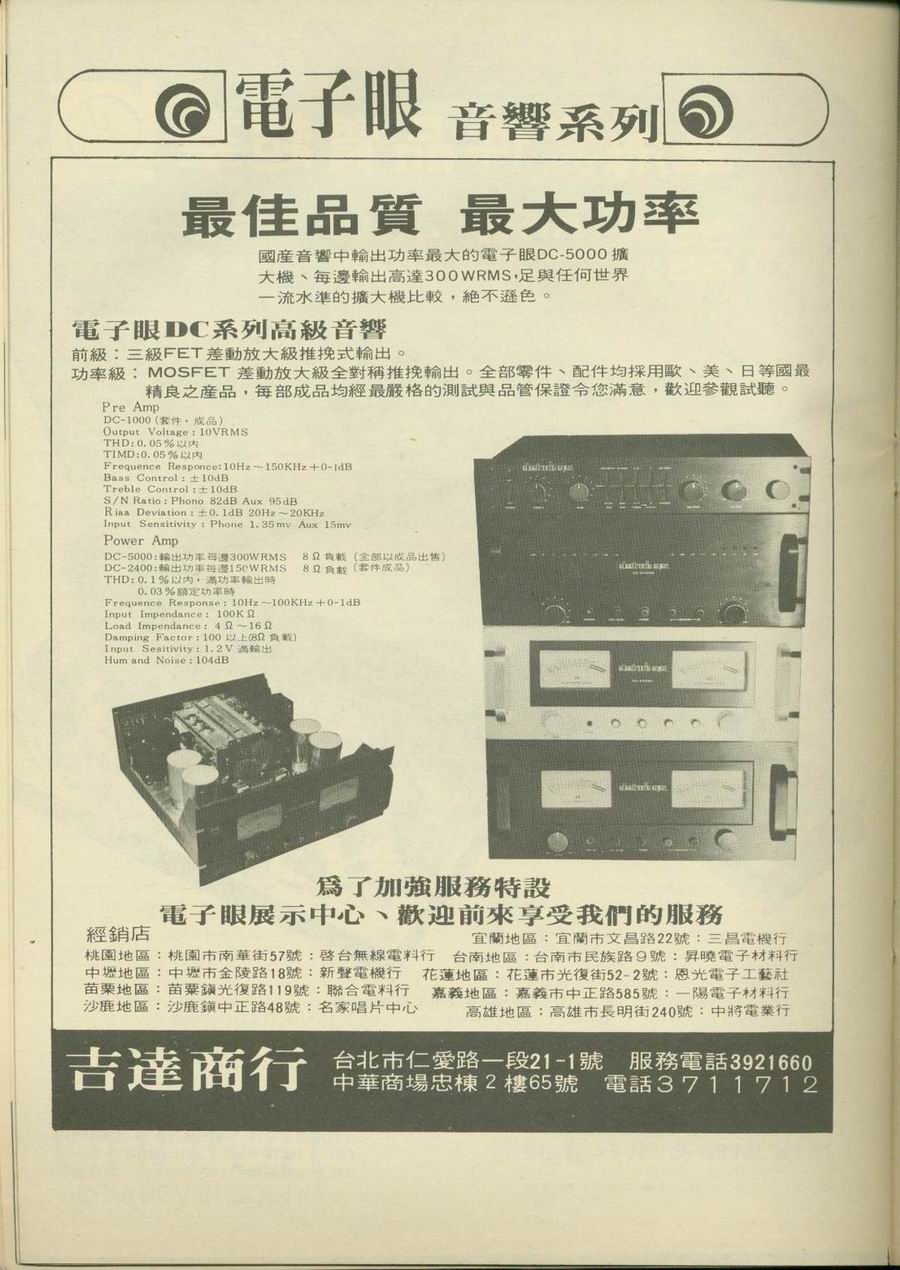 電子眼 音響系列
最佳品質 最大功率
國産音響中輸出功率最大的電子眼DC-5000擴
大機、每邊輸出高達300WRMS,足與任何世界
一流水準的擴大機比較,絶不遜色。
電子眼DC系列高級音響
前級:三級FET差動放大級推挽式輸出。
功率級:MOSFET 差動放大級全對稱推挽輸出。全部零件、配件均採用歐、美、日等國最
精良之産品,每部成品均經最嚴格的測試與品管保證令您滿意,歡迎參觀試聽。
Pre Amp
DC-1000 (套件,成品)
Output Voltage : 10VRMS
THD : 0.05%以内
TIMD : 0.05%以内
Frequence Responce : 10Hz~150KHz+0-1dB
Bass Control : ±10dB
Treble Control : ±10dB
S/N Ratio : Phono 82dB Aux 95dB
Riaa Deviation : ±0.1dB 20Hz~20KHz
Input Sensitivity : Phone 1.35mv Aux 15mv
Power Amp
DC-5000:輸出功率每邊300WRMS 8Ω負載 (全部以成品出售)
DC-2400:輸出功率每邊150WRMS 8Ω負載 (套件成品)
THD : 0.1%以内,滿功率輸出時
0.03%額定功率時
Frequence Response : 10Hz~100KHz+0-1dB
Input Impendance : 100KΩ
Load Impendance : 4Ω~16Ω
Damping Factor : 100 以上(8Ω負載)
Input Sesitivity : 1.2V 滿輸出
Hum and Noise : 104dB
爲了加強服務特設
電子眼展示中心、歡迎前來享受我們的服務
經銷店
宜蘭地區:宜蘭市文昌路22號:三昌電機行
桃園地區:桃園市南華街57號:啓台無線電料行 台南地區:台南市民族路9號:昇曉電子材料行
中壢地區:中壢市金陵路18號:新聲電機行 花蓮地區:花蓮市光復街52-2號:恩光電子工藝社
苗栗地區:苗粟鎭光復路119號:聯合電料行 嘉義地區:嘉義市中正路585號:一陽電子材料行
沙鹿地區:沙鹿鎭中正路48號:名家唱片中心 高雄地區:高雄市長明街240號:中將電業行
吉達商行 台北市仁愛路一段21-1號 服務電話3921660
中華商場忠棟2樓65號 電話3711712